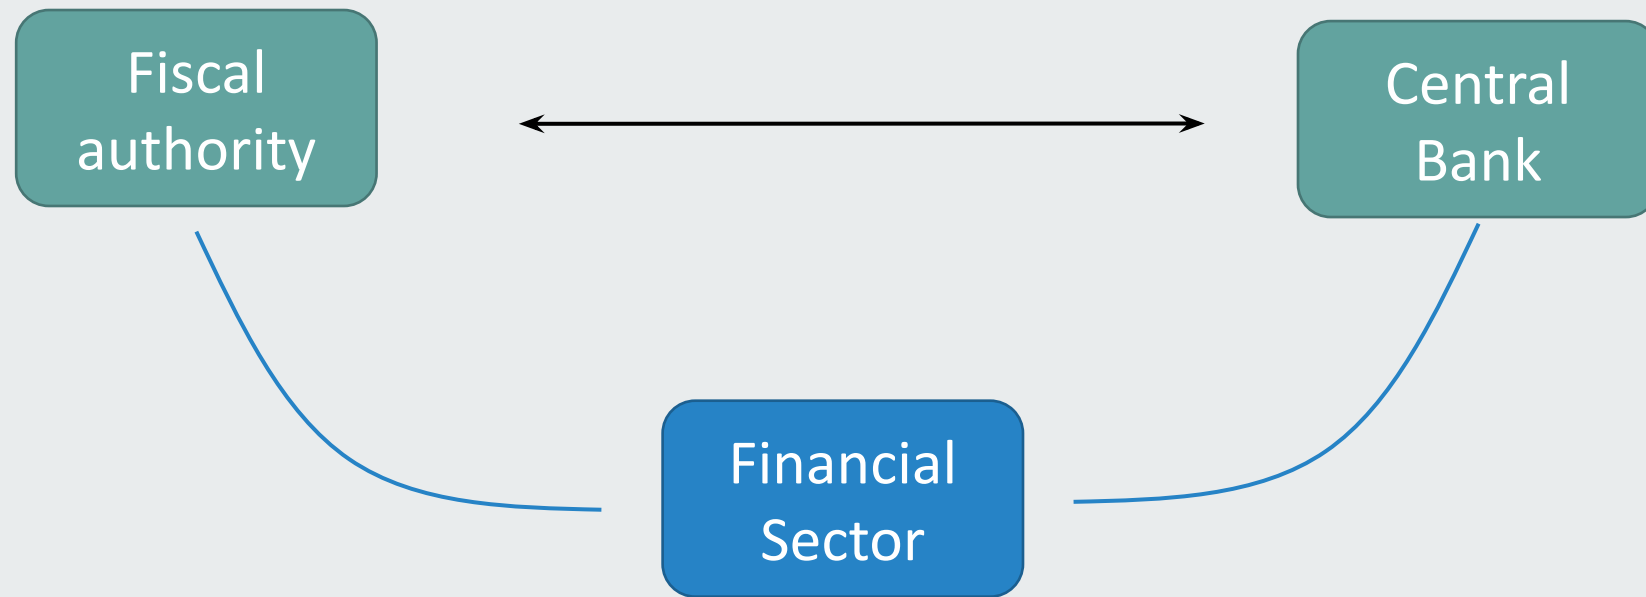 Fiscal
authority
Central
Bank
Financial
Sector